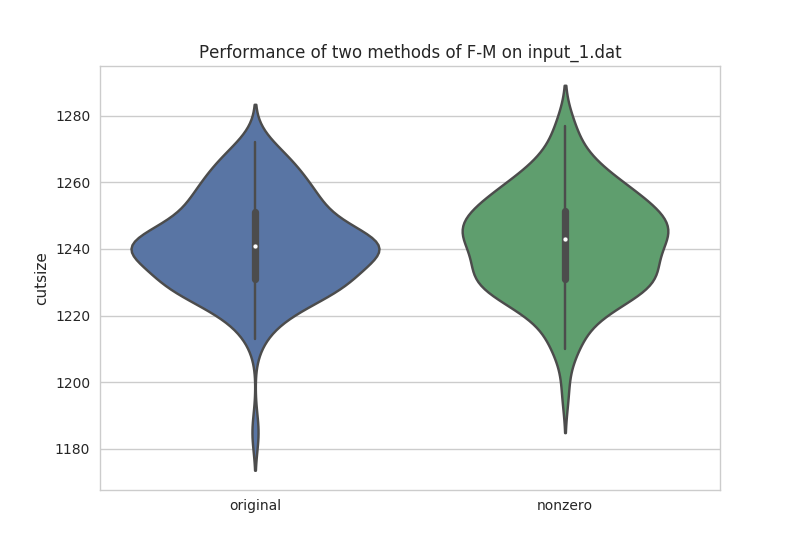 Performance of two methods of F-M on input_1.dat
1280
1260
1240
1220
1200
1180
cutsize
original
nonzero